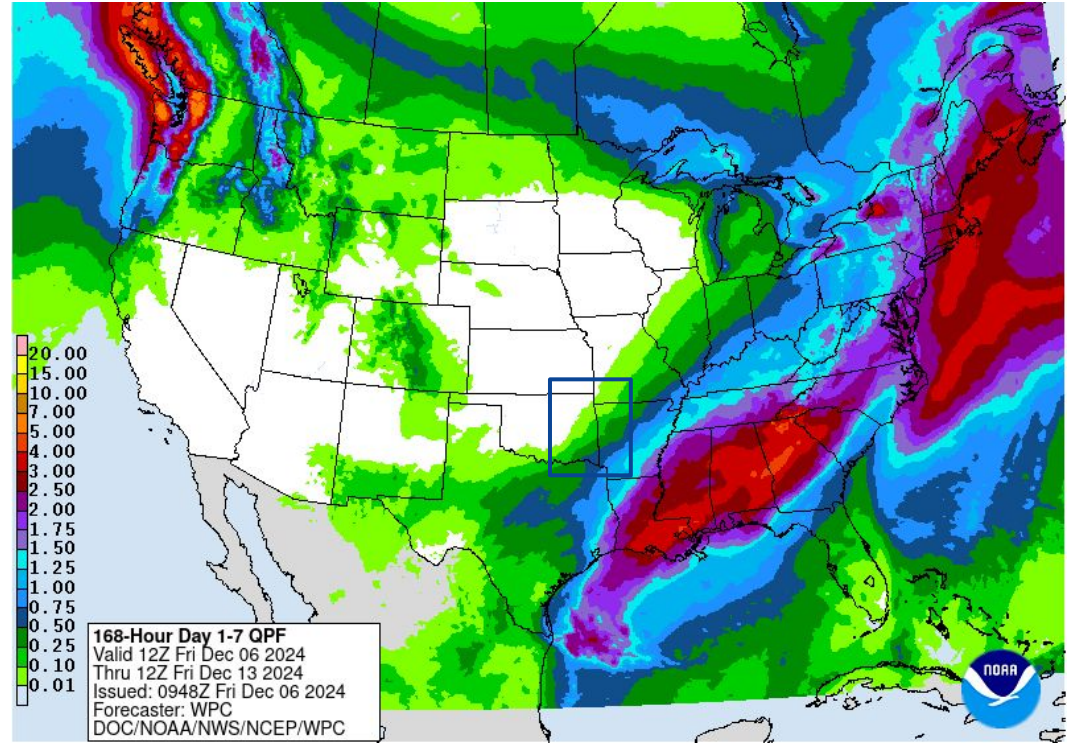 20.00
15.00
10.00
7.00
5.00
4.00
3.00
2.50
2.00
1.75
1.50
1.25
1.00
0.75
0.50
0.25
0.10
0.01
168-Hour Day 1-7 QPF
Valid 12Z Fri Dec 06 2024
Thru 12Z Fri Dec 13 2024
Issued: 0948Z Fri Dec 06 2024
Forecaster: WPC
DOC/NOAA/NWS/NCEP/WPC
NOAA